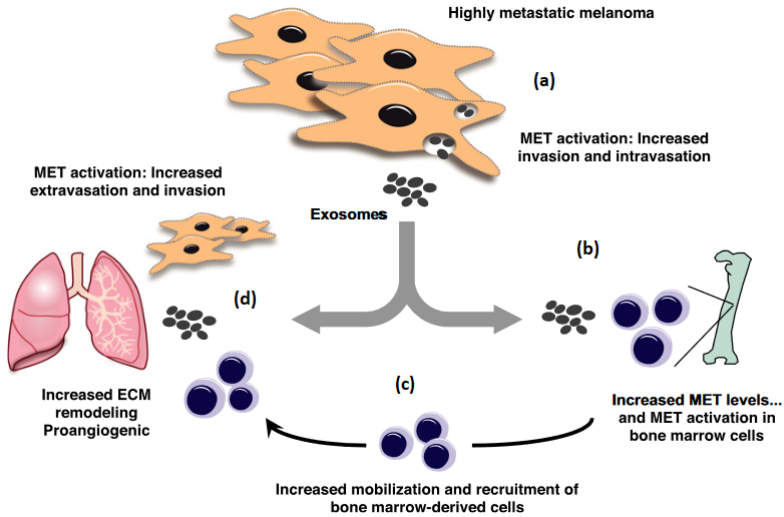 Highly metastatic melanoma
(a)
MET activation: Increased
invasion and intravasation
MET activation: Increased
extravasation and invasion
Exosomes
(b)
(d)
(c)
Increased ECM
remodeling
Proangiogenic
Increased MET levels...
and MET activation in
bone marrow cells
Increased mobilization and recruitment of
bone marrow-derived cells